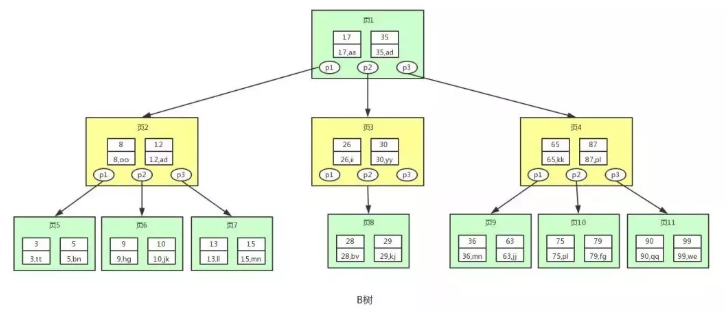 页1
17 35
17,aa 35,ad
p1 p2 p3
页2 页3 页4
8 12 26 30 65 87
8,oo 12,ad 26,ii 30,yy 65,kk 87,pl
p1 p2 p3 p1 p2 p3 p1 p2 p3
页5 页6 页7 页8 页9 页10 页11
3 5 9 10 13 15 28 29 36 63 75 79 90 99
3,tt 5,bn 9,hg 10,jk 13,ll 15,mn 28,bv 29,kj 36,mn 63,jj 75,pl 79,fg 90,qq 99,we
B树